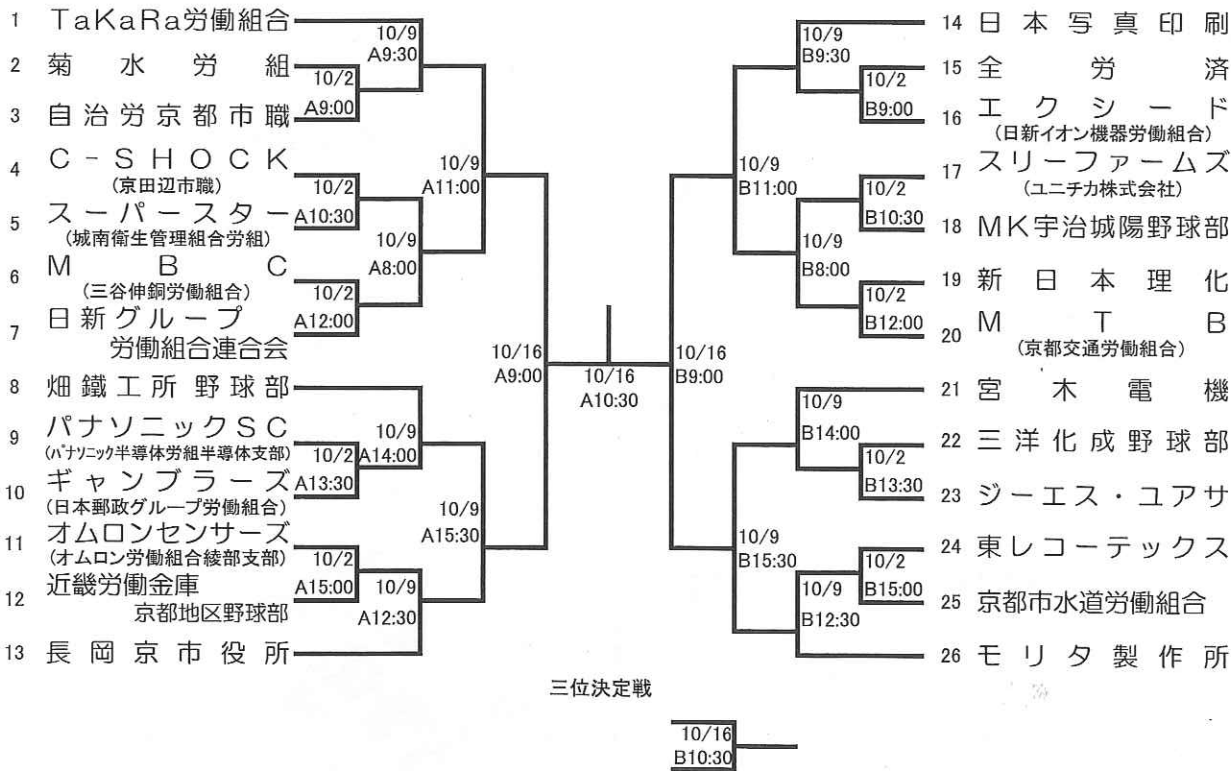 1 TaKaRa労働組合
2 菊水労組
3 自治労京都市職
4 C-SHOCK
(京田辺市職)
5 スーパースター
(城南衛生管理組合労組)
6 MBC
(三谷伸銅労働組合)
7 日新グループ
労働組合連合会
8 畑鐵工所野球部
9 パナソニックSC
(パナソニック半導体労組半導体支部)
10 ギャンブラーズ
(日本郵政グループ労働組合)
11 オムロンセンサーズ
(オムロン労働組合綾部支部)
12 近畿労働金庫
京都地区野球部
13 長岡京市役所
10/2
A9:00
10/2
A10:30
10/2
A12:00
10/2
A13:30
10/2
A15:00
10/9
A9:30
10/9
A8:00
10/9
A14:00
10/9
A12:30
10/9
A11:00
10/9
A15:30
10/16
A9:00
10/16
A10:30
10/16
B9:00
10/9
B11:00
10/9
B15:30
10/9
B9:30
10/9
B8:00
10/9
B14:00
10/9
B12:30
10/2
B9:00
10/2
B10:30
10/2
B12:00
10/2
B13:30
10/2
B15:00
14 日本写真印刷
15 全労済
16 エクシード
(日新イオン機器労働組合)
17 スリーファームズ
(ユニチカ株式会社)
18 MK宇治城陽野球部
19 新日本理化
20 MTB
(京都交通労働組合)
21 宮木電機
22 三洋化成野球部
23 ジーエス・ユアサ
24 東レコーテックス
25 京都市水道労働組合
26 モリタ製作所
三位決定戦
10/16
B10:30